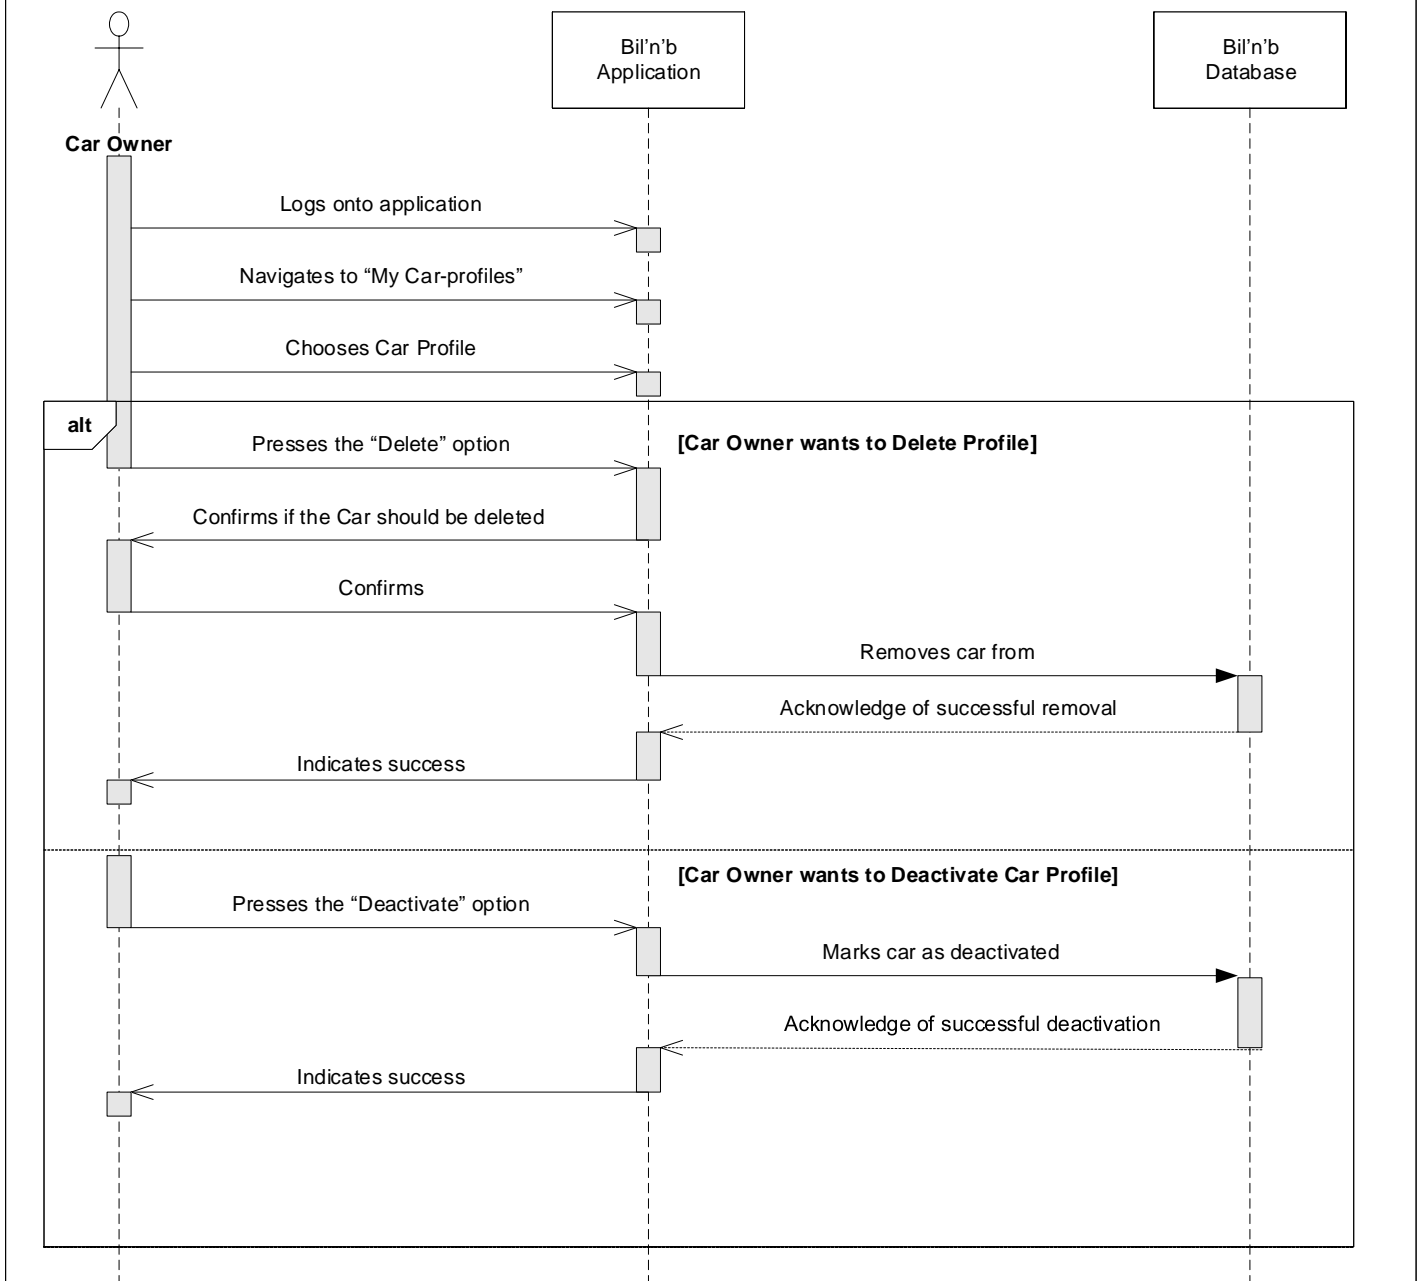 Bil’n’b
Application
Bil’n’b
Database
Car Owner
Logs onto application
Navigates to “My Car-profiles”
Chooses Car Profile
alt
Presses the “Delete” option
[Car Owner wants to Delete Profile]
Confirms if the Car should be deleted
Confirms
Removes car from
Acknowledge of successful removal
Indicates success
[Car Owner wants to Deactivate Car Profile]
Presses the “Deactivate” option
Marks car as deactivated
Acknowledge of successful deactivation
Indicates success